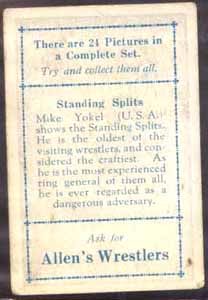 There are 24 Pictures in
a Complete Set.
Try and collect them all.
Standing Splits
Mike Yokel (U.S.A.)
shows the Standing Splits.
He is the oldest of the
visiting wrestlers, and con-
sidered the craftiest. As
he is the most experienced
ring general of them all,
he is ever regarded as a
dangerous adversary.
Ask for
Allen's Wrestlers